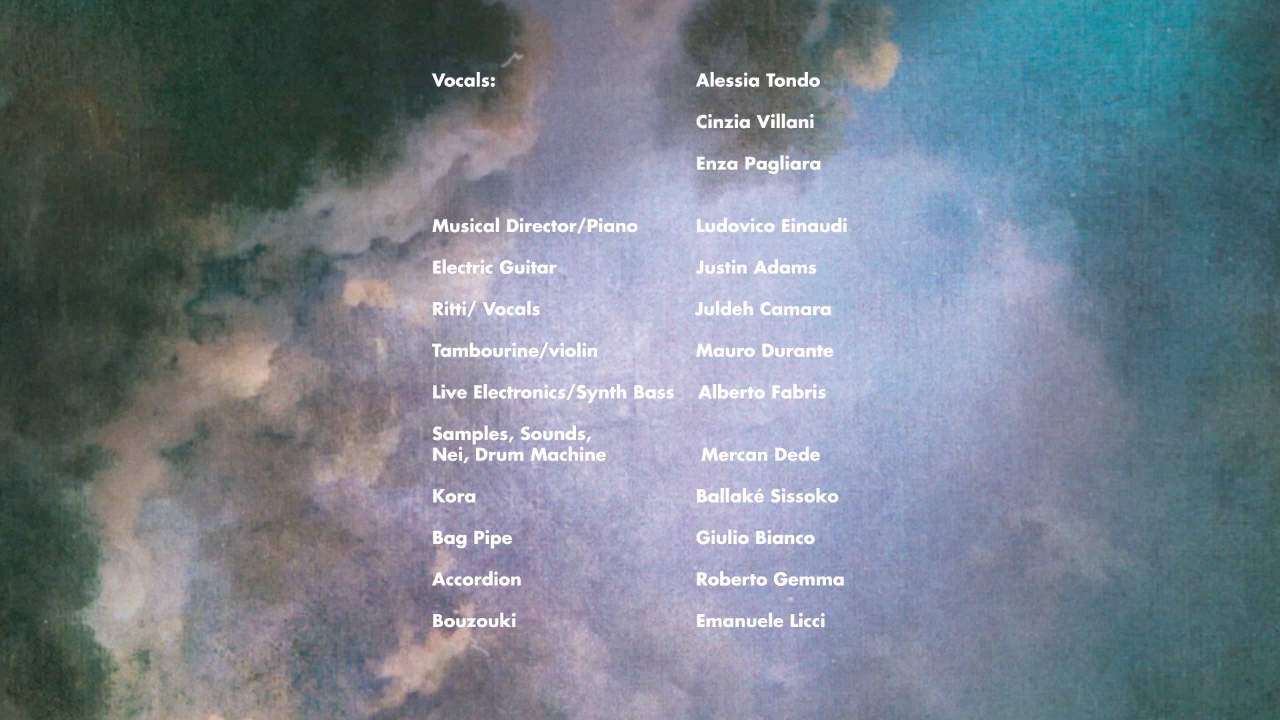 Vocals: Alessia Tondo
Cinzia Villani
Enza Pagliara
Musical Director/Piano Ludovico Einaudi
Electric Guitar Justin Adams
Ritti/ Vocals Juldeh Camara
Tambourine/violin Mauro Durante
Live Electronics/Synth Bass Alberto Fabris
Samples, Sounds,
Nei, Drum Machine Mercan Dede
Kora Ballaké Sissoko
Bag Pipe Giulio Bianco
Accordion Roberto Gemma
Bouzouki Emanuele Licci